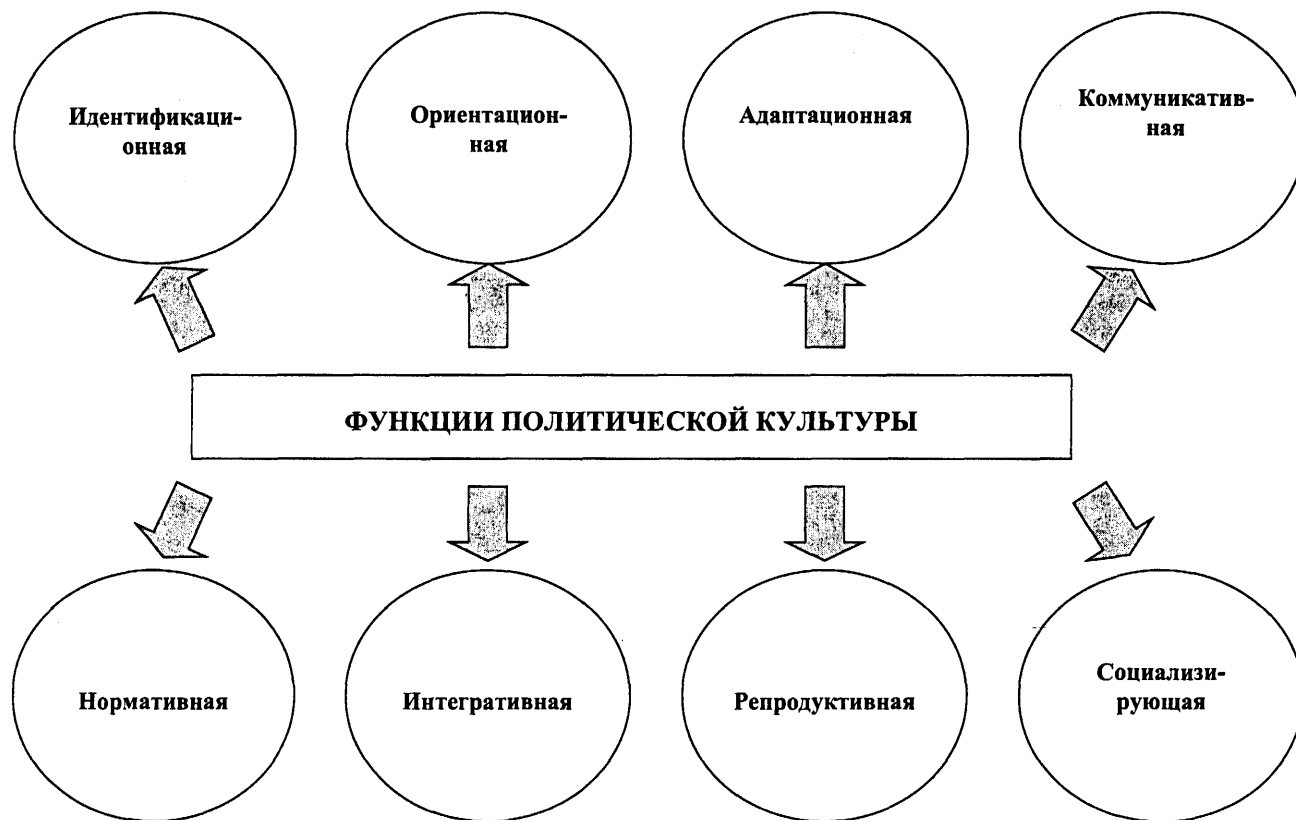 Идентификаци-
онная
Ориентацион-
ная
Адаптационная
Коммуникатив-
ная
ФУНКЦИИ ПОЛИТИЧЕСКОЙ КУЛЬТУРЫ
Нормативная
Интегративная
Репродуктивная
Социализи-
рующая